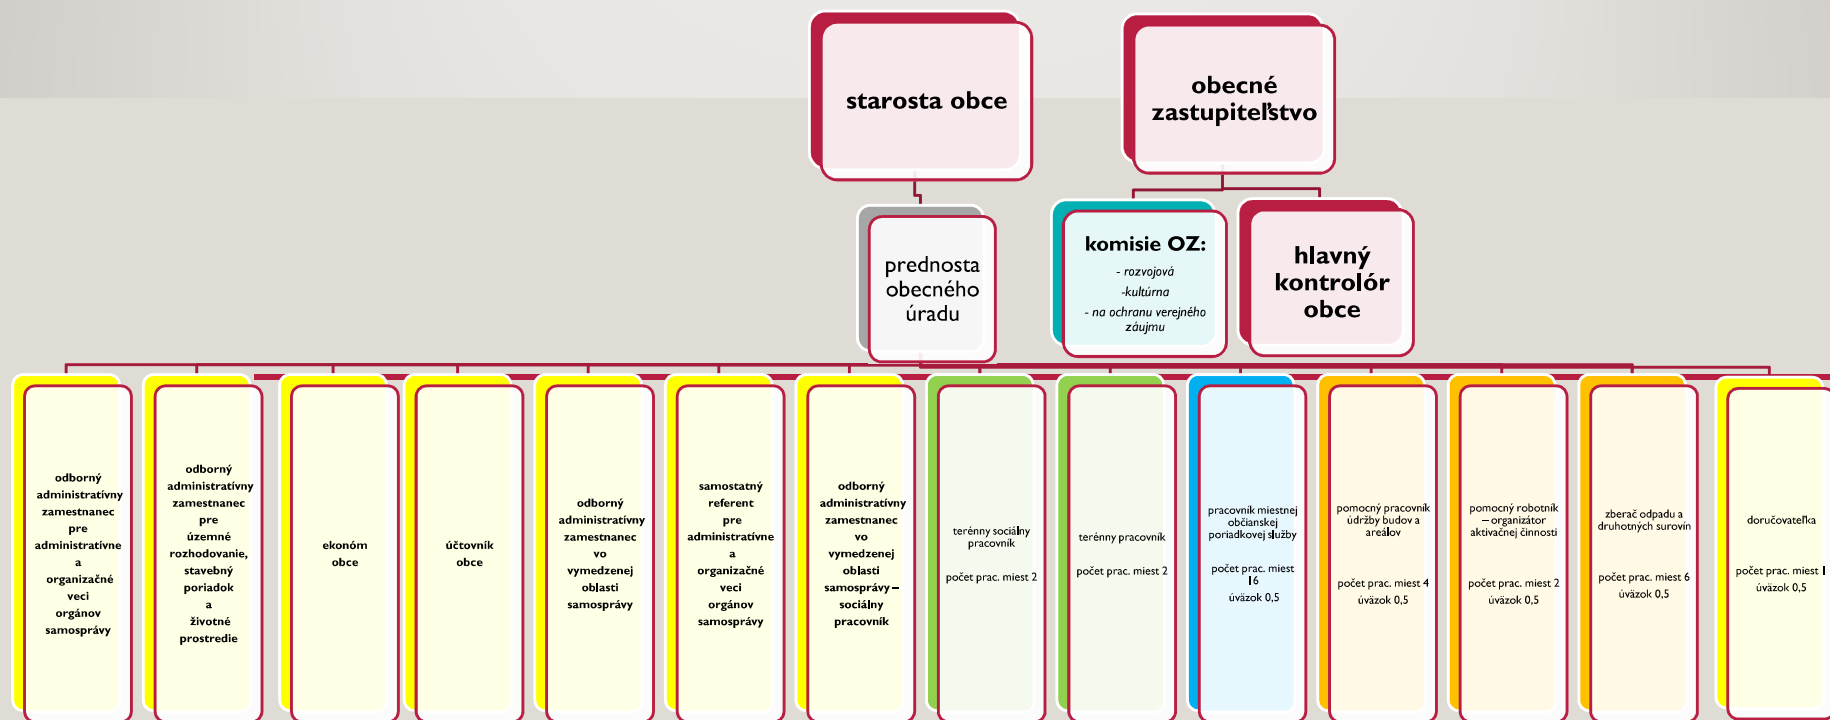 starosta obce
obecné
zastupiteľstvo
prednosta
obecného
úradu
komisie OZ:
- rozvojová
-kultúrna
- na ochranu verejného
záujmu
hlavný
kontrolór
obce
odborný
administratívny
zamestnanec
pre
administratívne
a
organizačné
veci
orgánov
samosprávy
odborný
administratívny
zamestnanec
pre
územné
rozhodovanie,
stavebný
poriadok
a
životné
prostredie
ekonóm
obce
účtovník
obce
odborný
administratívny
zamestnanec
vo
vymedzenej
oblasti
samosprávy
samostatný
referent
pre
administratívne
a
organizačné
veci
orgánov
samosprávy
odborný
administratívny
zamestnanec
vo
vymedzenej
oblasti
samosprávy –
sociálny
pracovník
terénny sociálny
pracovník
počet prac. miest 2
terénny pracovník
počet prac. miest 2
pracovník miestnej
občianskej
poriadkovej služby
počet prac. miest
16
úväzok 0,5
pomocný pracovník
údržby budov a
areálov
počet prac. miest 4
úväzok 0,5
pomocný robotník
– organizátor
aktivačnej činnosti
počet prac. miest 2
úväzok 0,5
zberač odpadu a
druhotných surovín
počet prac. miest 6
úväzok 0,5
doručovateľka
počet prac. miest 1
úväzok 0,5